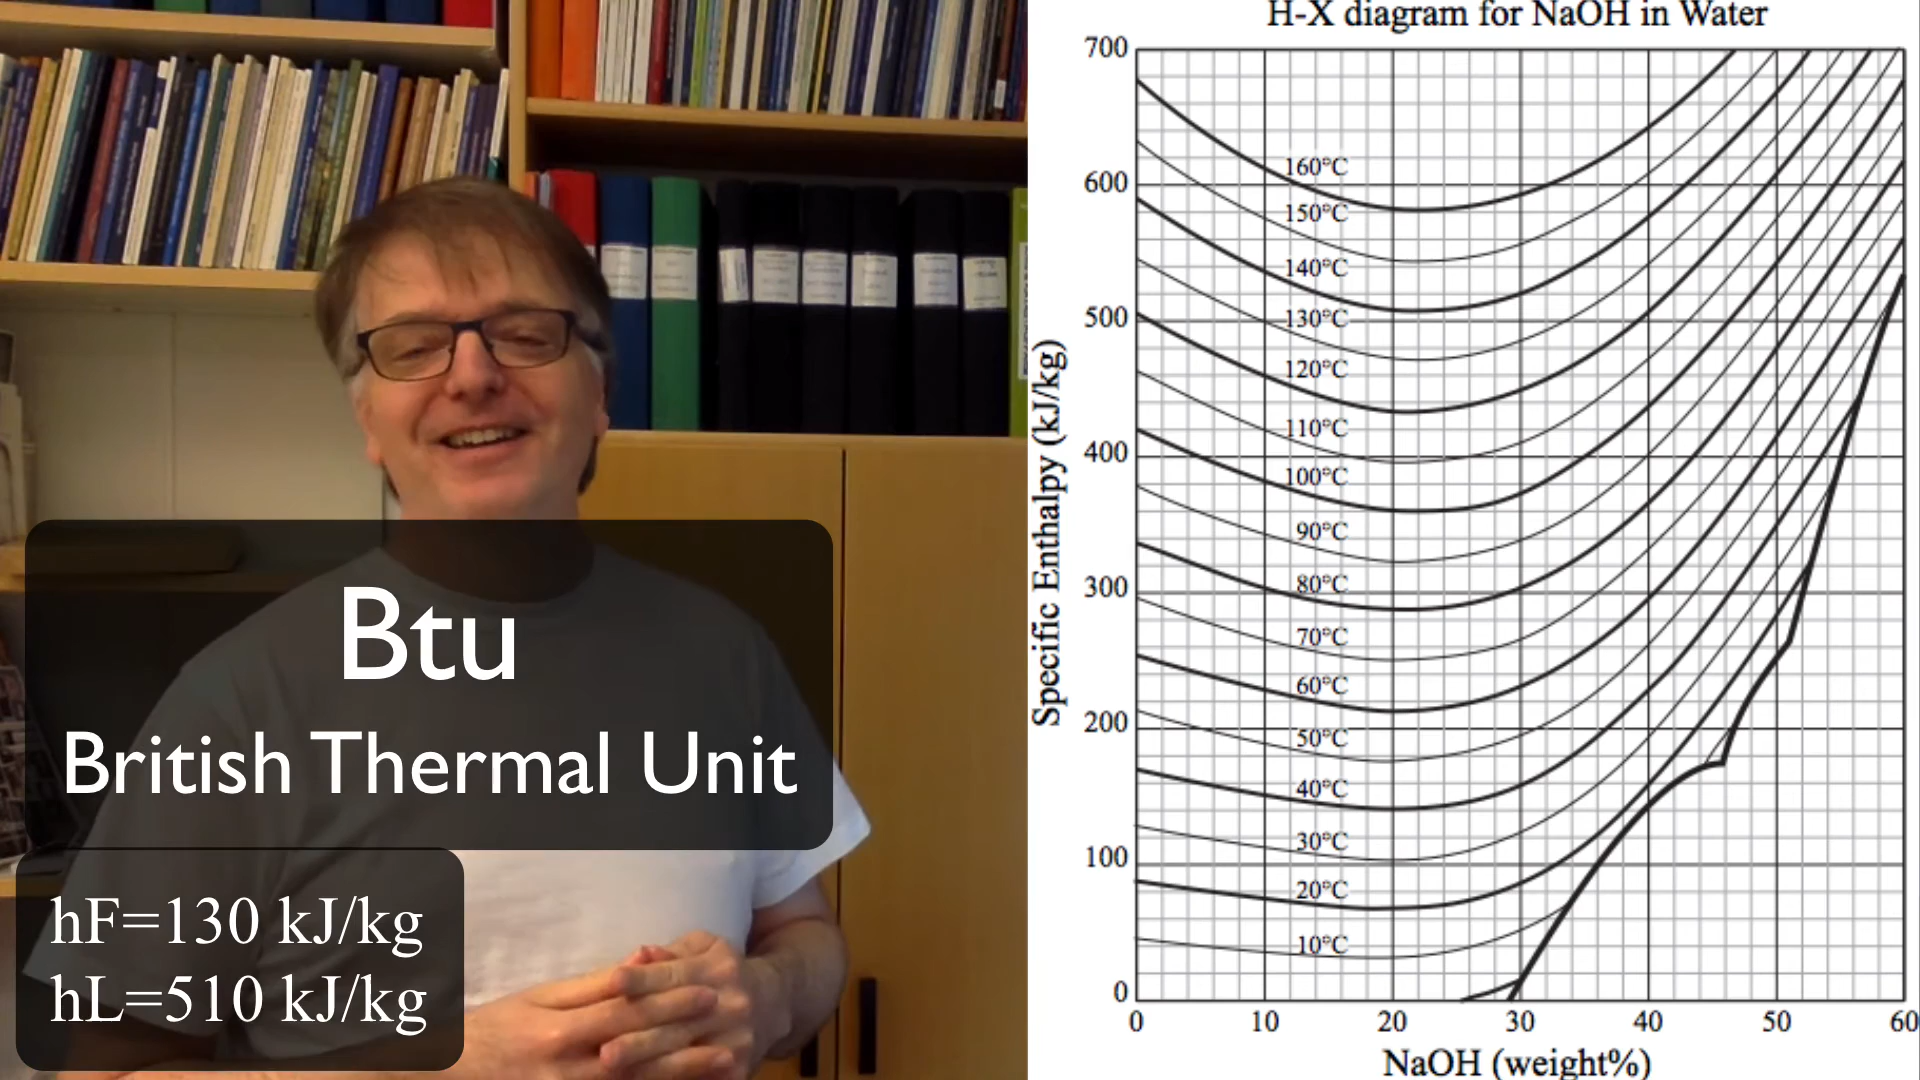 Btu
British Thermal Unit
hF=130 kJ/kg
hL=510 kJ/kg
H-X diagram for NaOH in Water
Specific Enthalpy (kJ/kg)
700
600
500
400
300
200
100
0
160°C
150°C
140°C
130°C
120°C
110°C
100°C
90°C
80°C
70°C
60°C
50°C
40°C
30°C
20°C
10°C
0 10 20 30 40 50 60
NaOH (weight%)